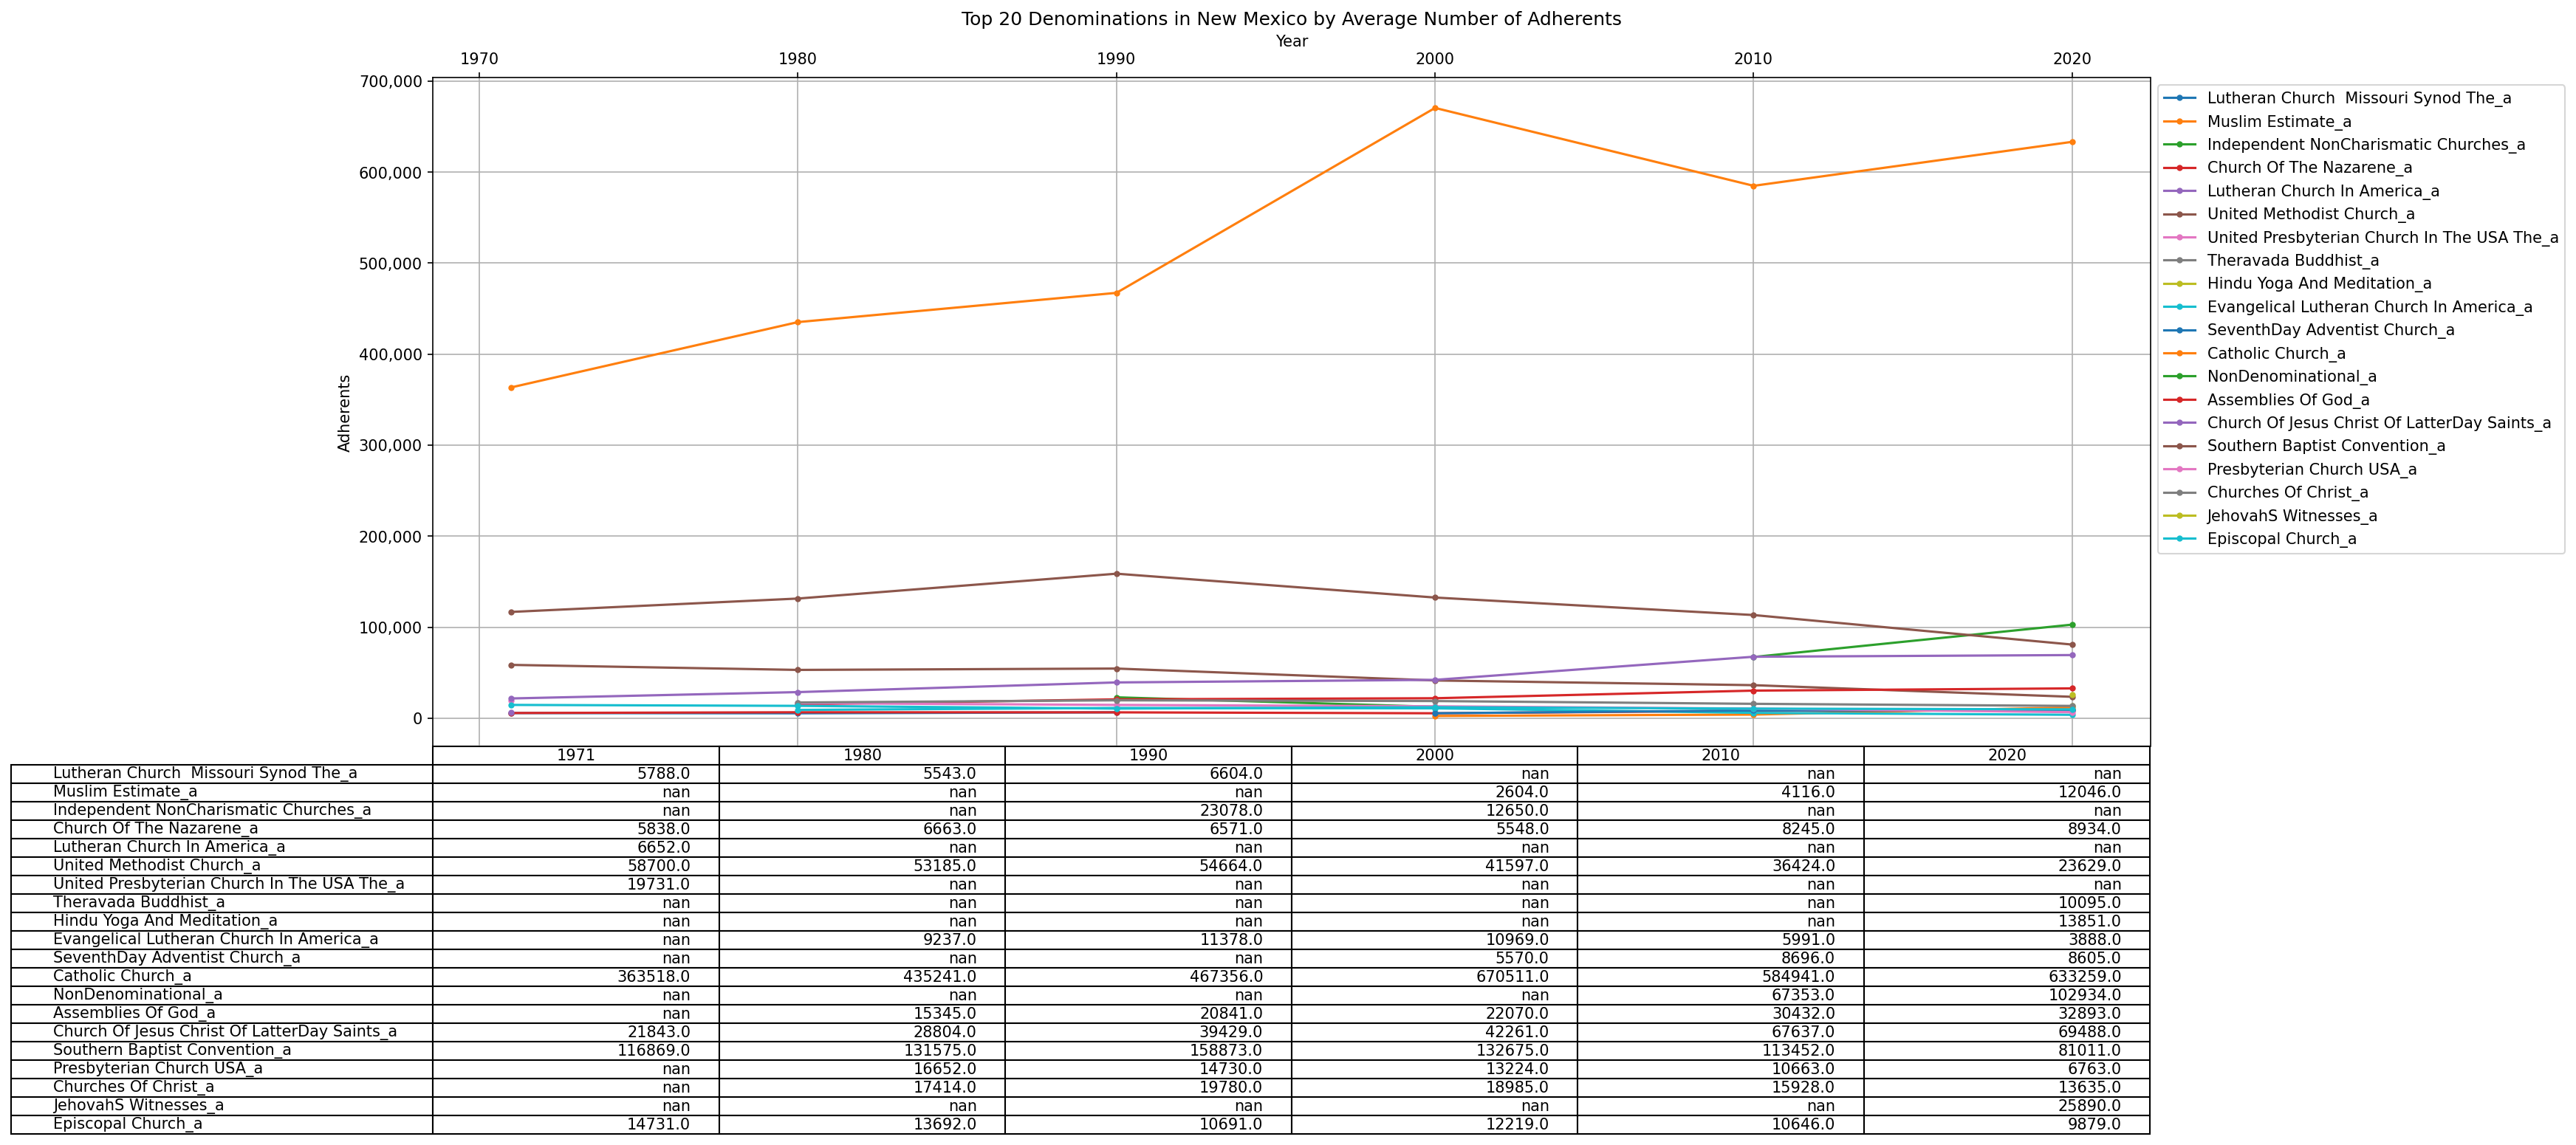 Top 20 Denominations in New Mexico by Average Number of Adherents
Year
1970 1980 1990 2000 2010 2020
700,000
600,000
500,000
400,000
300,000
200,000
100,000
0
Adherents
Lutheran Church  Missouri Synod The_a
Muslim Estimate_a
Independent NonCharismatic Churches_a
Church Of The Nazarene_a
Lutheran Church In America_a
United Methodist Church_a
United Presbyterian Church In The USA The_a
Theravada Buddhist_a
Hindu Yoga And Meditation_a
Evangelical Lutheran Church In America_a
SeventhDay Adventist Church_a
Catholic Church_a
NonDenominational_a
Assemblies Of God_a
Church Of Jesus Christ Of LatterDay Saints_a
Southern Baptist Convention_a
Presbyterian Church USA_a
Churches Of Christ_a
JehovahS Witnesses_a
Episcopal Church_a
1971 1980 1990 2000 2010 2020
Lutheran Church  Missouri Synod The_a 5788.0 5543.0 6604.0 nan nan nan
Muslim Estimate_a nan nan nan 2604.0 4116.0 12046.0
Independent NonCharismatic Churches_a nan nan 23078.0 12650.0 nan nan
Church Of The Nazarene_a 5838.0 6663.0 6571.0 5548.0 8245.0 8934.0
Lutheran Church In America_a 6652.0 nan nan nan nan nan
United Methodist Church_a 58700.0 53185.0 54664.0 41597.0 36424.0 23629.0
United Presbyterian Church In The USA The_a 19731.0 nan nan nan nan nan
Theravada Buddhist_a nan nan nan nan nan 10095.0
Hindu Yoga And Meditation_a nan nan nan nan nan 13851.0
Evangelical Lutheran Church In America_a nan 9237.0 11378.0 10969.0 5991.0 3888.0
SeventhDay Adventist Church_a nan nan nan 5570.0 8696.0 8605.0
Catholic Church_a 363518.0 435241.0 467356.0 670511.0 584941.0 633259.0
NonDenominational_a nan nan nan nan 67353.0 102934.0
Assemblies Of God_a nan 15345.0 20841.0 22070.0 30432.0 32893.0
Church Of Jesus Christ Of LatterDay Saints_a 21843.0 28804.0 39429.0 42261.0 67637.0 69488.0
Southern Baptist Convention_a 116869.0 131575.0 158873.0 132675.0 113452.0 81011.0
Presbyterian Church USA_a nan 16652.0 14730.0 13224.0 10663.0 6763.0
Churches Of Christ_a nan 17414.0 19780.0 18985.0 15928.0 13635.0
JehovahS Witnesses_a nan nan nan nan nan 25890.0
Episcopal Church_a 14731.0 13692.0 10691.0 12219.0 10646.0 9879.0